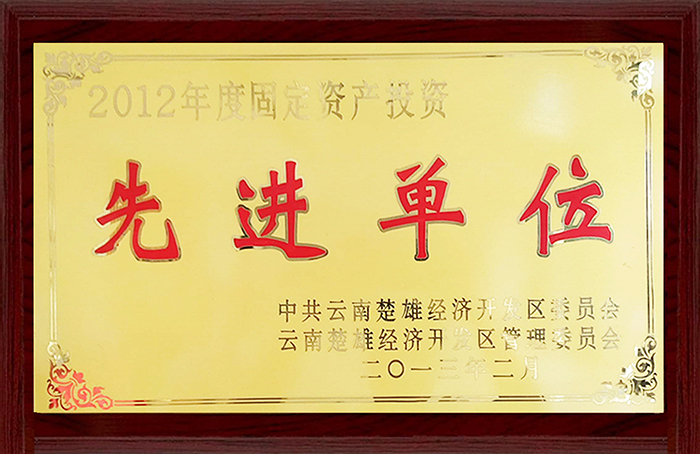 2012年度固定资产投资
先进单位
中共云南楚雄经济开发区委员会
云南楚雄经济开发区管理委员会
二〇一三年二月